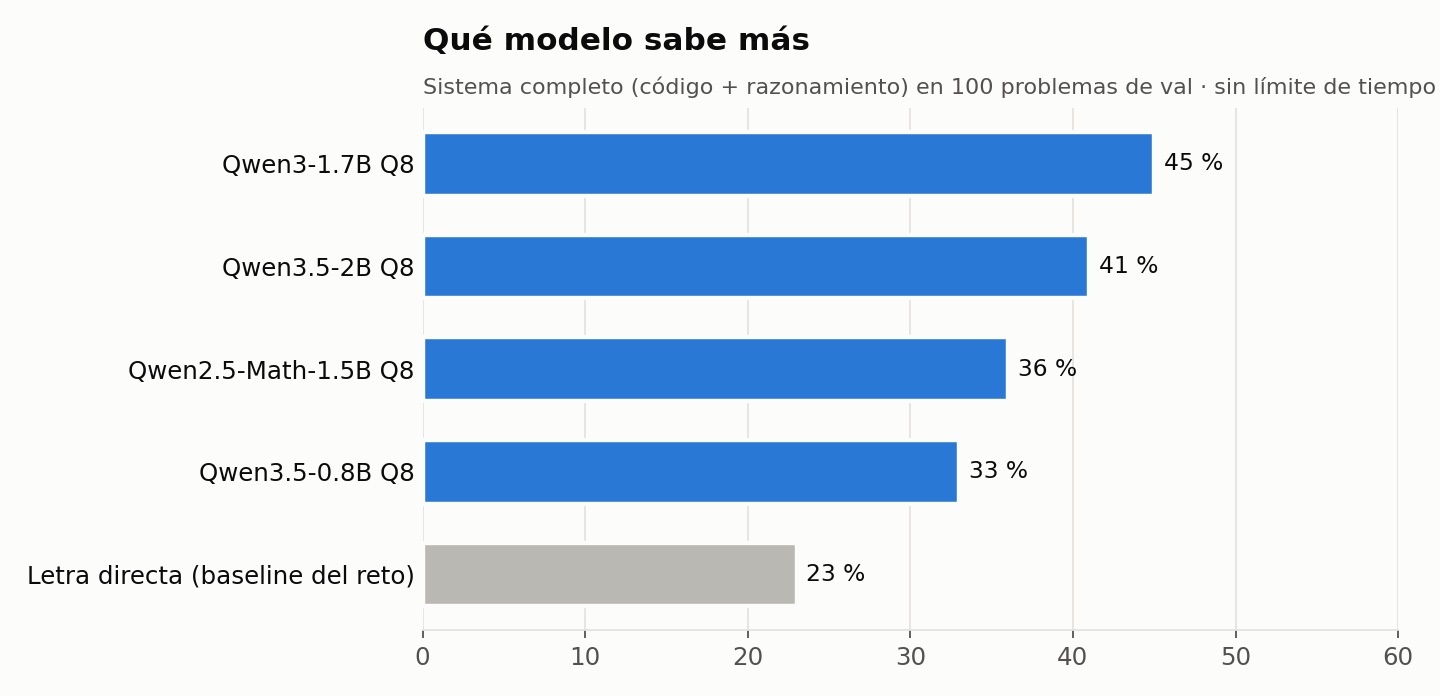 Qué modelo sabe más
Sistema completo (código + razonamiento) en 100 problemas de val · sin límite de tiempo
Qwen3-1.7B Q8
45 %
Qwen3.5-2B Q8
41 %
Qwen2.5-Math-1.5B Q8
36 %
Qwen3.5-0.8B Q8
33 %
Letra directa (baseline del reto)
23 %
0 10 20 30 40 50 60